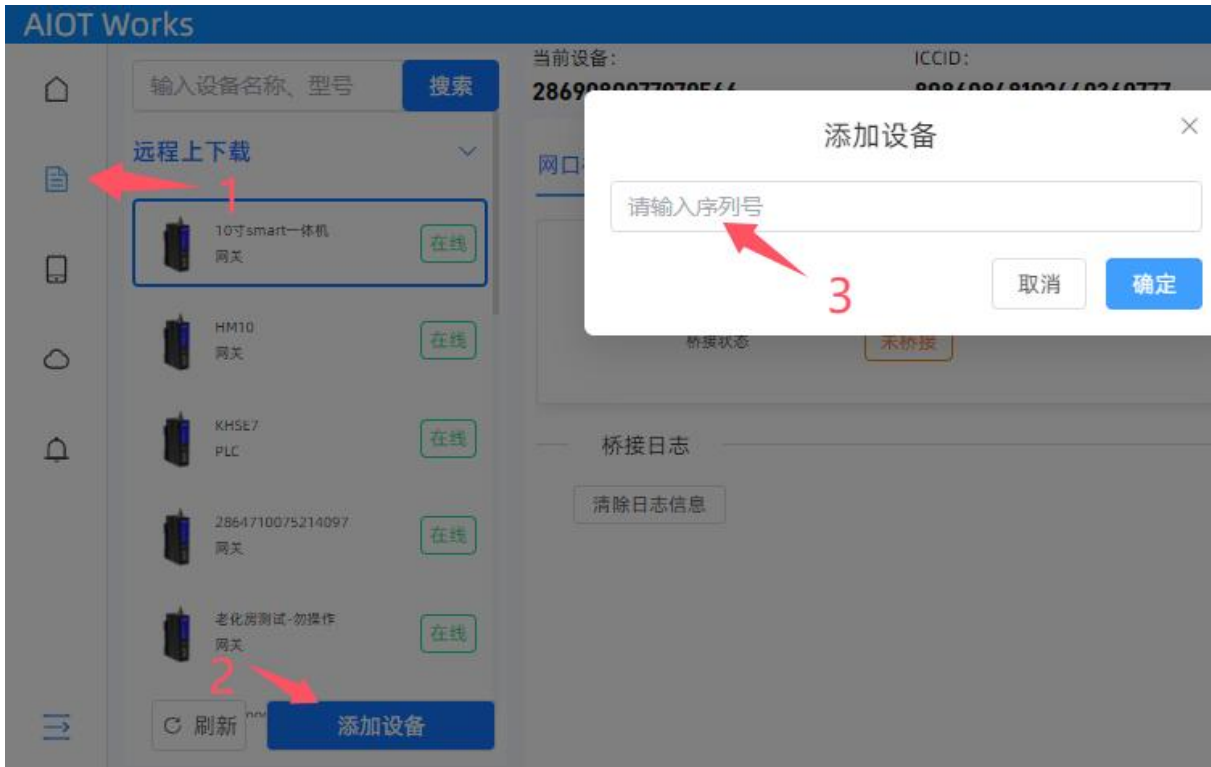 AIOT Works
输入设备名称、型号
搜索
远程上下载
1
10寸smart一体机
网关
在线
HM10
网关
在线
KHSE7
PLC
在线
2864710075214097
网关
在线
老化房测试-勿操作
网关
在线
2
刷新
添加设备
当前设备:
ICCID:
网口
添加设备
请输入序列号
3
取消
确定
桥接状态
未桥接
桥接日志
清除日志信息